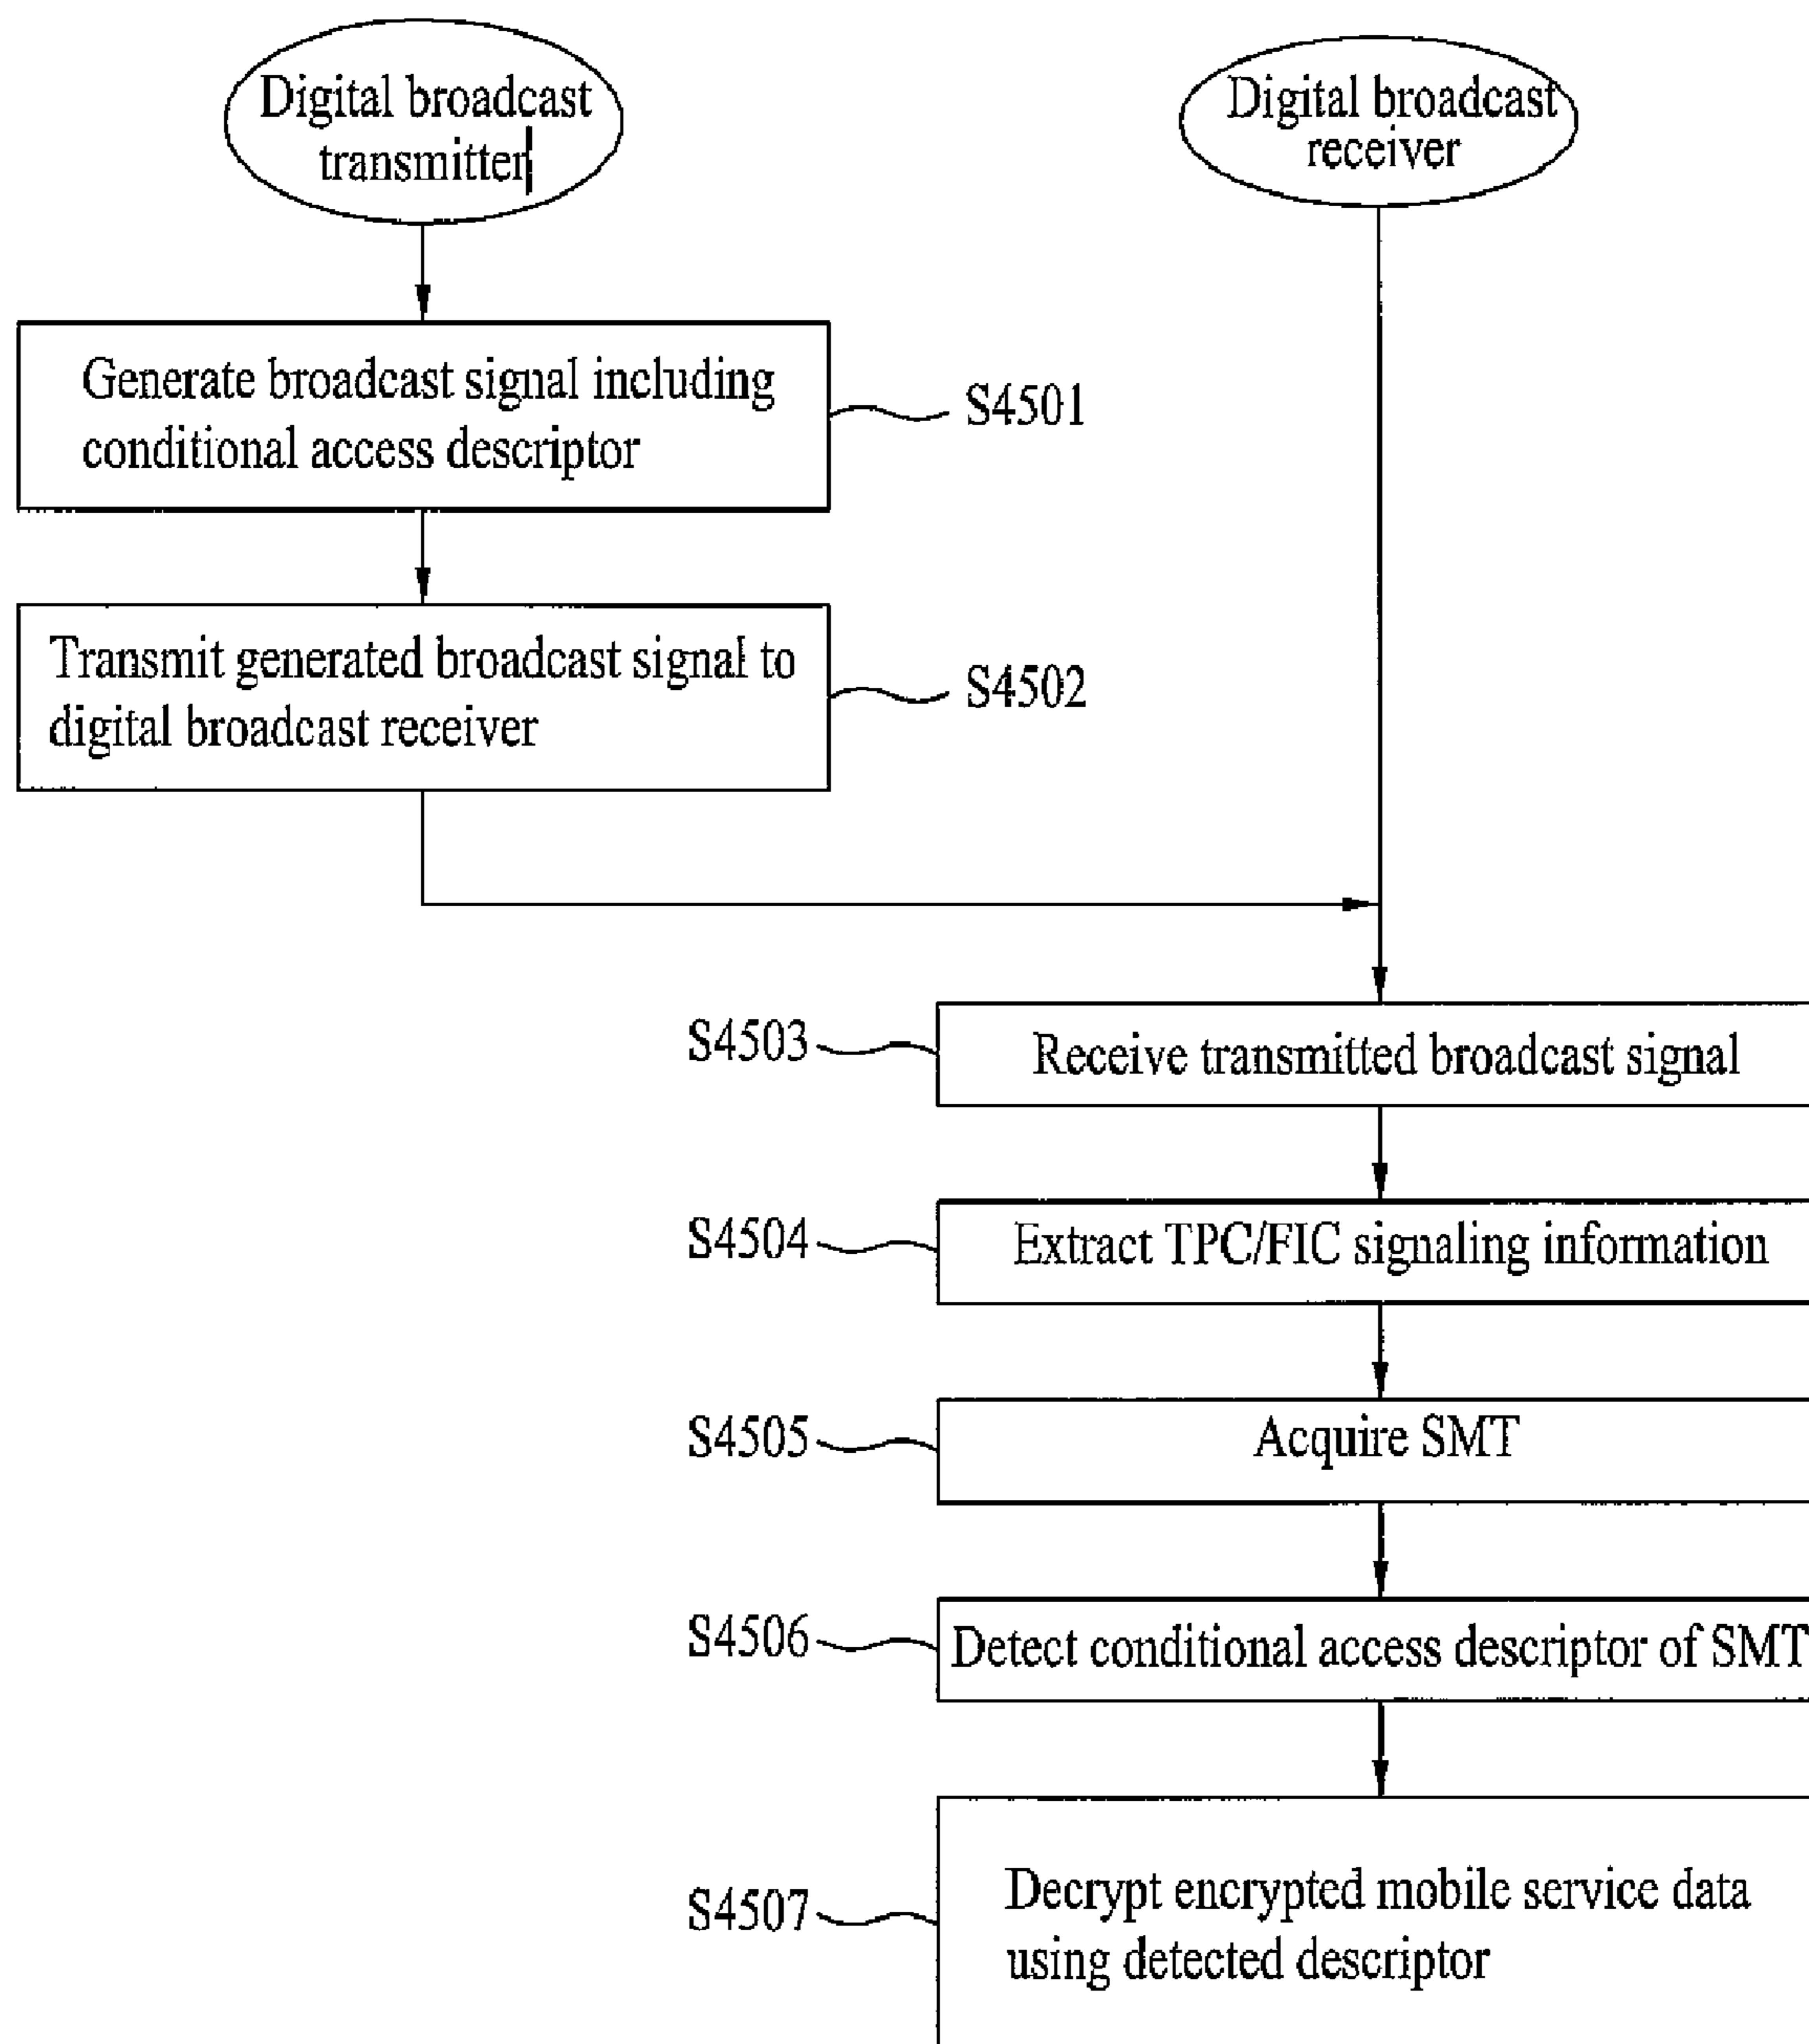 Digital broadcast
transmitter
Digital broadcast
receiver
Generate broadcast signal including
conditional access descriptor
S4501
Transmit generated broadcast signal to
digital broadcast receiver
S4502
S4503
Receive transmitted broadcast signal
S4504
Extract TPC/FIC signaling information
S4505
Acquire SMT
S4506
Detect conditional access descriptor of SMT
S4507
Decrypt encrypted mobile service data
using detected descriptor